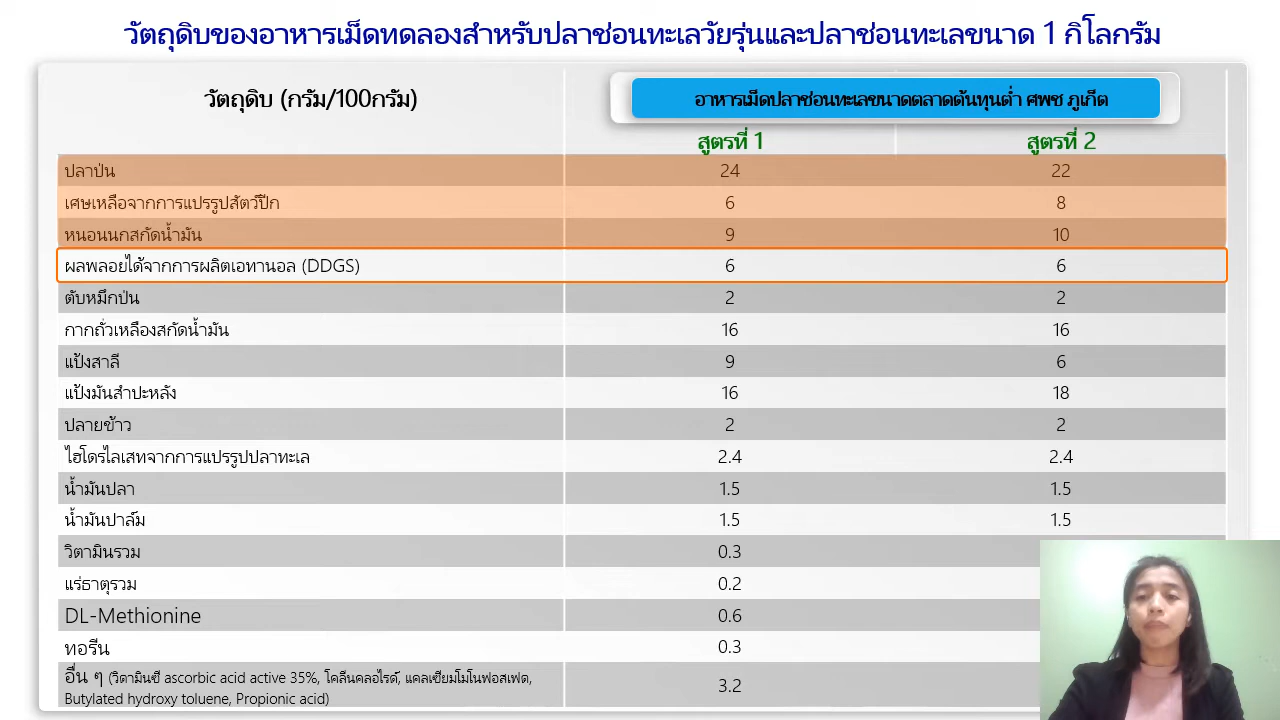 วัตถุดิบของอาหารเม็ดทดลองสำหรับปลาช่อนทะเลวัยรุ่นและปลาช่อนทะเลขนาด 1 กิโลกรัม
วัตถุดิบ (กรัม/100กรัม) อาหารเม็ดปลาช่อนทะเลขนาดตลาดต้นทุนต่ำ ศพช ภูเก็ต
สูตรที่ 1 สูตรที่ 2
ปลาป่น 24 22
เศษเหลือจากการแปรรูปสัตว์ปีก 6 8
หนอนนกสกัดน้ำมัน 9 10
ผลพลอยได้จากการผลิตเอทานอล (DDGS) 6 6
ตับหมึกป่น 2 2
กากถั่วเหลืองสกัดน้ำมัน 16 16
แป้งสาลี 9 6
แป้งมันสำปะหลัง 16 18
ปลายข้าว 2 2
ไฮโดรไลเสทจากการแปรรูปปลาทะเล 2.4 2.4
น้ำมันปลา 1.5 1.5
น้ำมันปาล์ม 1.5 1.5
วิตามินรวม 0.3
แร่ธาตุรวม 0.2
DL-Methionine 0.6
ทอรีน 0.3
อื่น ๆ (วิตามินซี ascorbic acid active 35%, โคลีนคลอไรด์, แคลเซียมโมโนฟอสเฟต, 3.2
Butylated hydroxy toluene, Propionic acid)